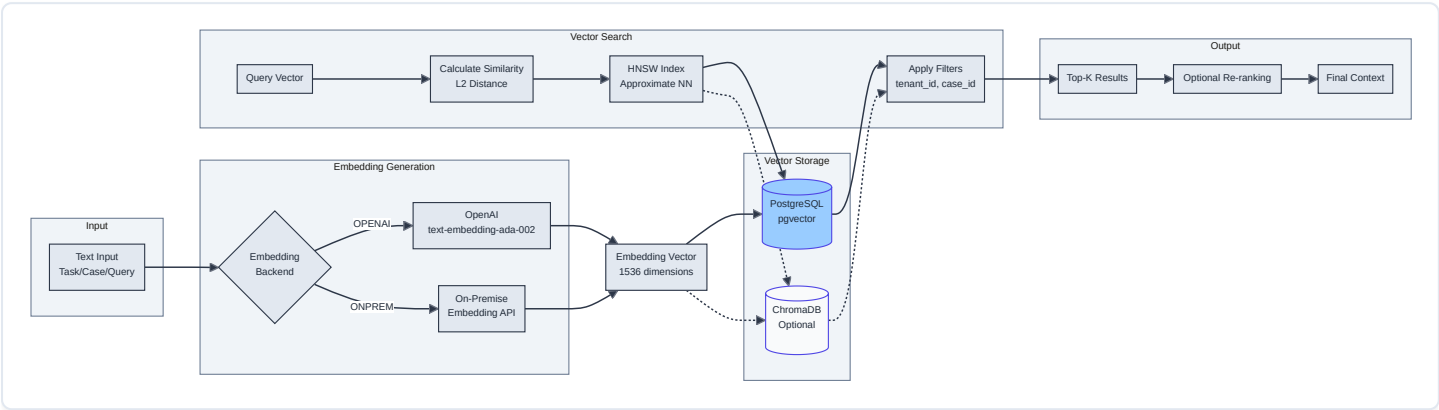 Vector Search
Query Vector
Calculate Similarity
L2 Distance
HNSW Index
Approximate NN
Apply Filters
tenant_id, case_id
Output
Top-K Results
Optional Re-ranking
Final Context
Input
Text Input
Task/Case/Query
Embedding Generation
Embedding
Backend
OPENAI
ONPREM
OpenAI
text-embedding-ada-002
On-Premise
Embedding API
Embedding Vector
1536 dimensions
Vector Storage
PostgreSQL
pgvector
ChromaDB
Optional